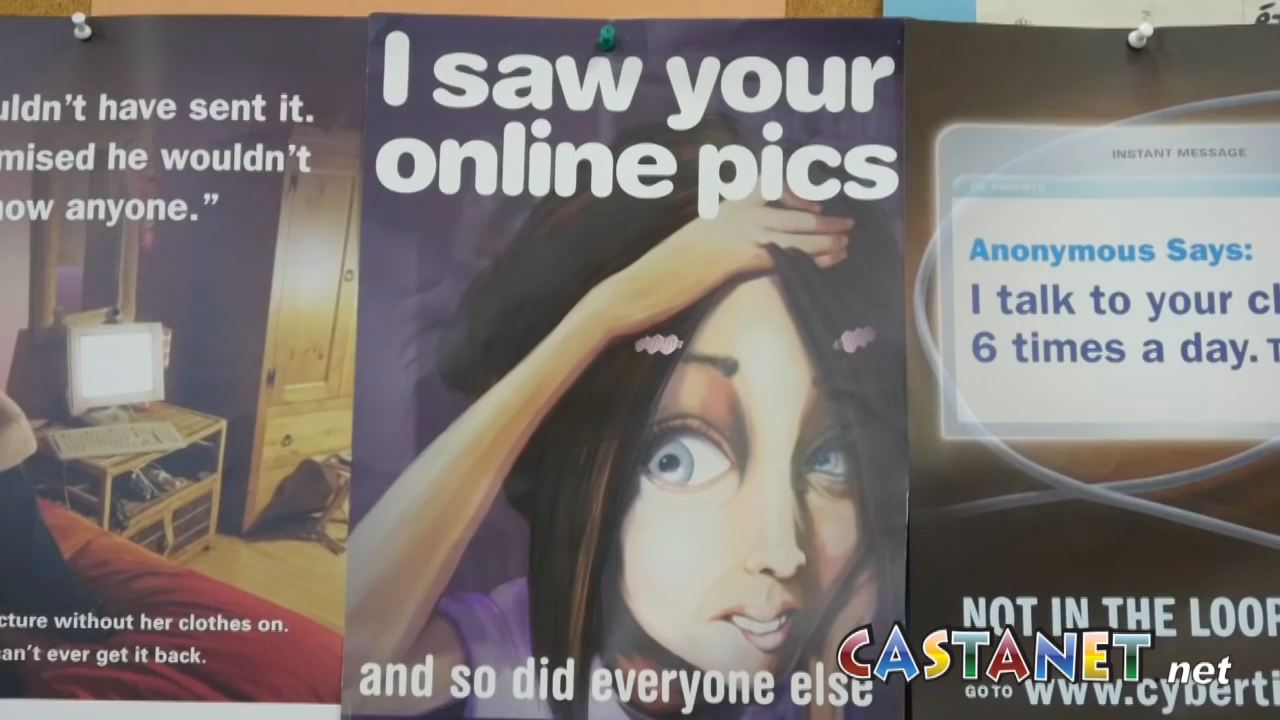 uldn't have sent it.
mised he wouldn't
ow anyone."
cture without her clothes on.
an't ever get it back.
I saw your
online pics
and so did everyone else
INSTANT MESSAGE
Anonymous Says:
I talk to your c
6 times a day. T
NOT IN THE LOOP
GO TO www.cyberti
CASTANET net